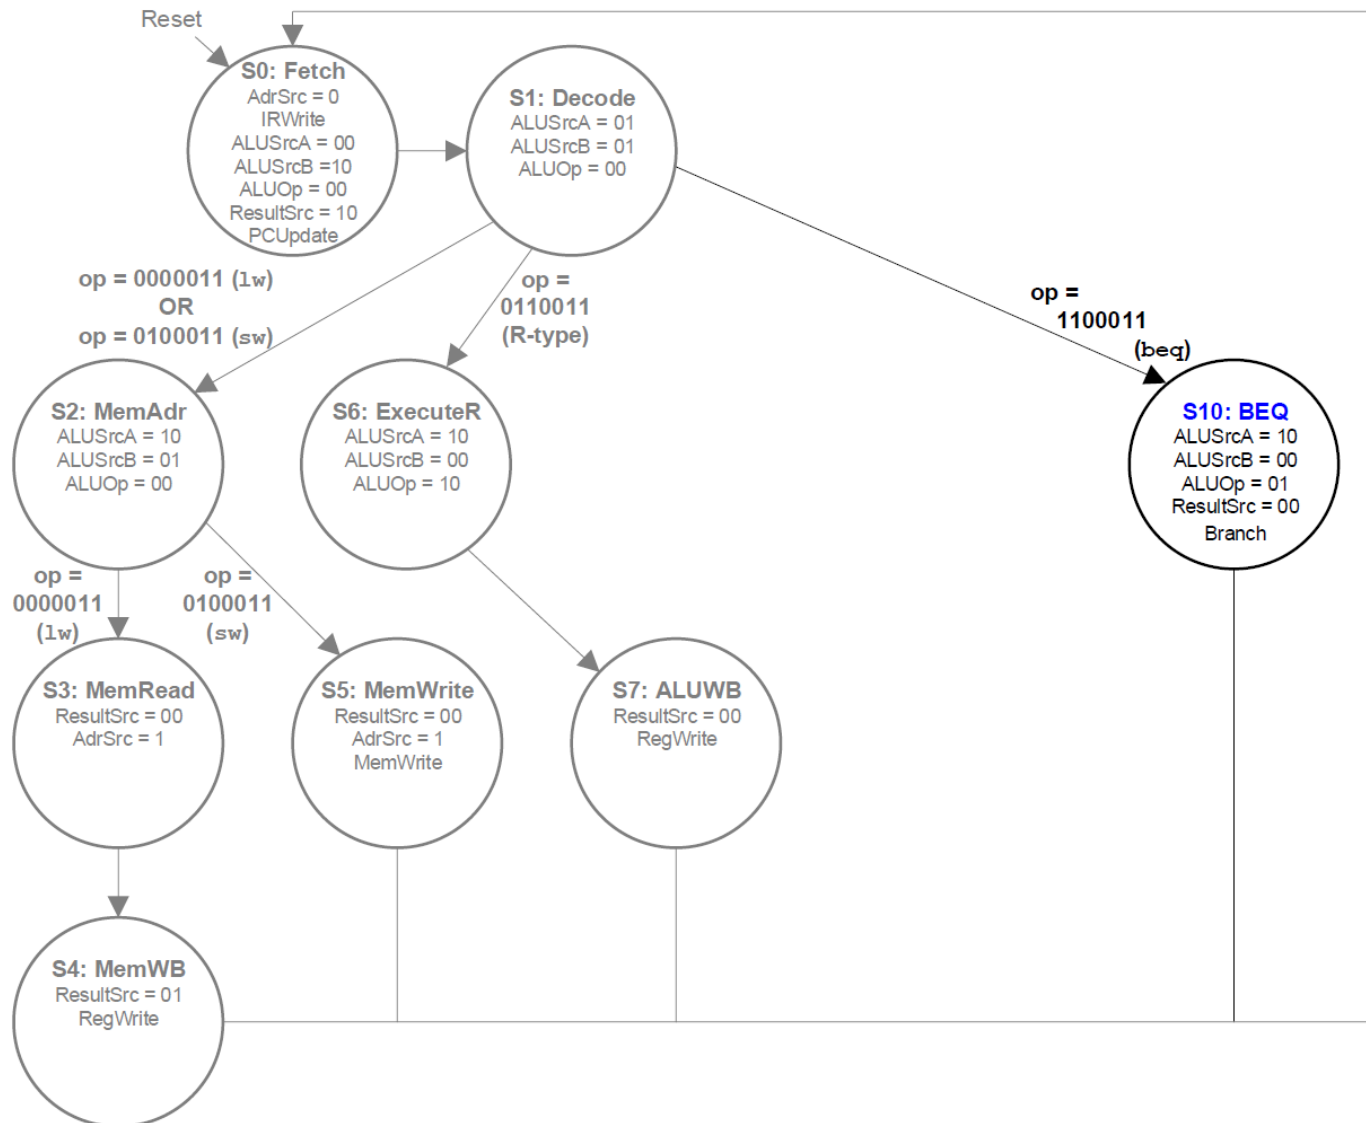 Reset
S0: Fetch
AdrSrc = 0
IRWrite
ALUSrcA = 00
ALUSrcB =10
ALUOp = 00
ResultSrc = 10
PCUpdate
S1: Decode
ALUSrcA = 01
ALUSrcB = 01
ALUOp = 00
op = 0000011 (lw)
OR
op = 0100011 (sw)
op =
0110011
(R-type)
op =
1100011
(beq)
S2: MemAdr
ALUSrcA = 10
ALUSrcB = 01
ALUOp = 00
S6: ExecuteR
ALUSrcA = 10
ALUSrcB = 00
ALUOp = 10
S10: BEQ
ALUSrcA = 10
ALUSrcB = 00
ALUOp = 01
ResultSrc = 00
Branch
op =
0000011
(lw)
op =
0100011
(sw)
S3: MemRead
ResultSrc = 00
AdrSrc = 1
S5: MemWrite
ResultSrc = 00
AdrSrc = 1
MemWrite
S7: ALUWB
ResultSrc = 00
RegWrite
S4: MemWB
ResultSrc = 01
RegWrite